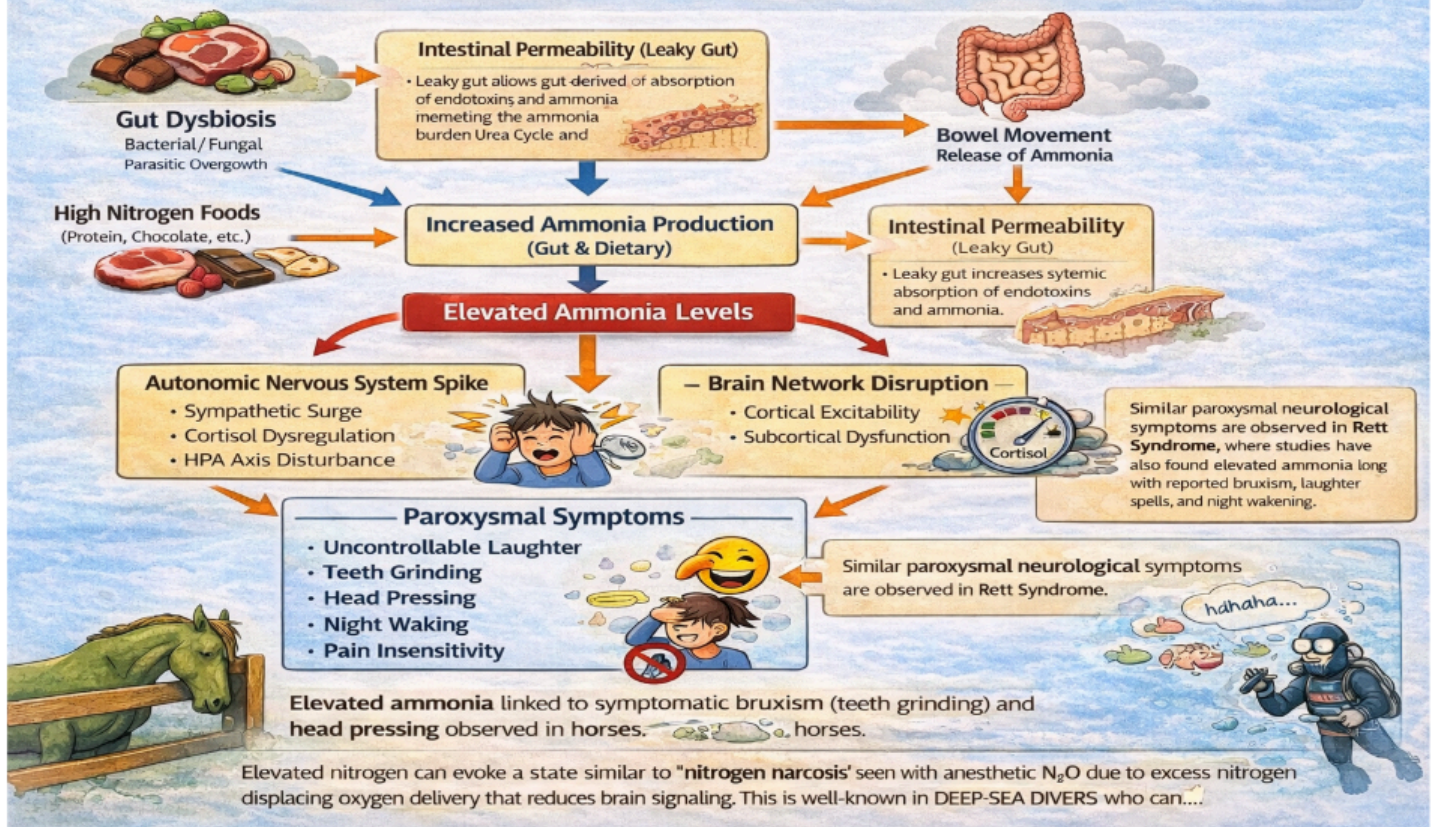 Intestinal Permeability (Leaky Gut)
• Leaky gut allows gut-derived of absorption
of endotoxins and ammonia
memeting the ammonia
burden Urea Cycle and
Gut Dysbiosis
Bacterial/Fungal
Parasitic Overgrowth
Bowel Movement
Release of Ammonia
High Nitrogen Foods
(Protein, Chocolate, etc.)
Increased Ammonia Production
(Gut & Dietary)
Intestinal Permeability
(Leaky Gut)
• Leaky gut increases sytemic
absorption of endotoxins
and ammonia.
Elevated Ammonia Levels
Autonomic Nervous System Spike
• Sympathetic Surge
• Cortisol Dysregulation
• HPA Axis Disturbance
– Brain Network Disruption –
• Cortical Excitability
• Subcortical Dysfunction
Cortisol
Similar paroxysmal neurological
symptoms are observed in Rett
Syndrome, where studies have
also found elevated ammonia long
with reported bruxism, laughter
spells, and night wakening.
Paroxysmal Symptoms
• Uncontrollable Laughter
• Teeth Grinding
• Head Pressing
• Night Waking
• Pain Insensitivity
Similar paroxysmal neurological symptoms
are observed in Rett Syndrome.
hahaha...
Elevated ammonia linked to symptomatic bruxism (teeth grinding) and
head pressing observed in horses. horses.
Elevated nitrogen can evoke a state similar to "nitrogen narcosis' seen with anesthetic N₂O due to excess nitrogen
displacing oxygen delivery that reduces brain signaling. This is well-known in DEEP-SEA DIVERS who can....